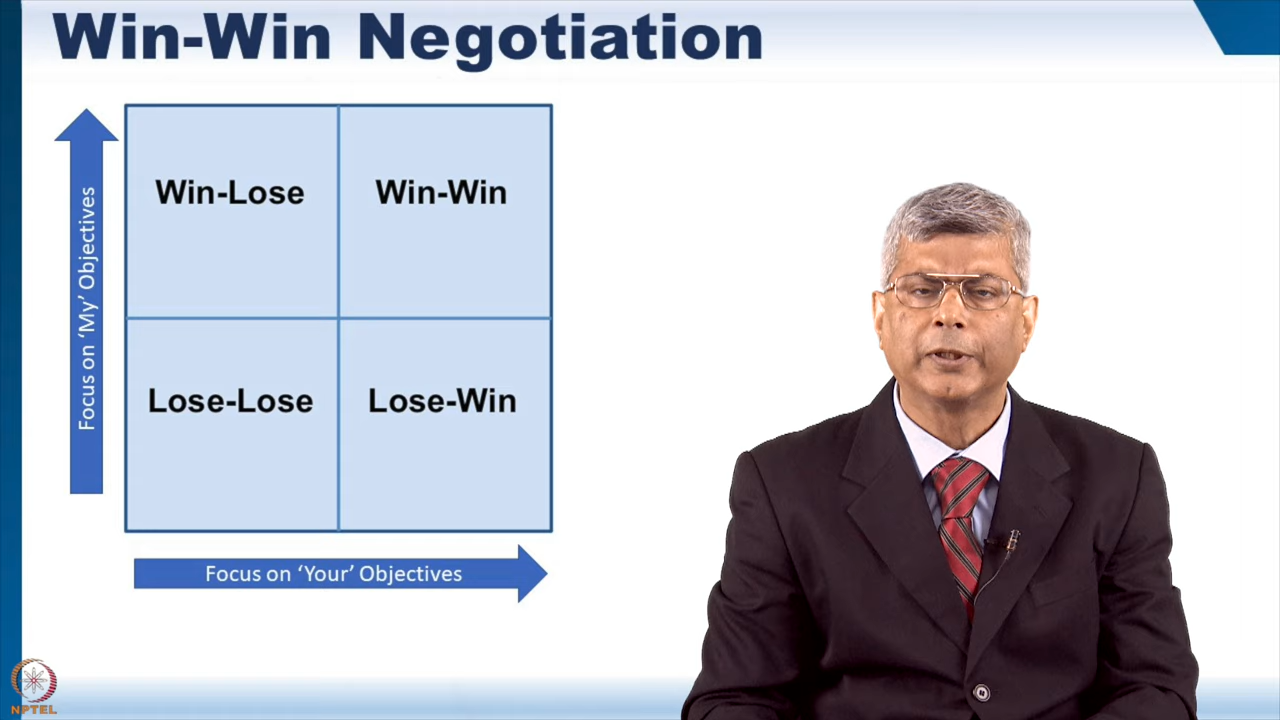 Win-Win Negotiation
Focus on ‘My’ Objectives
Win-Lose
Win-Win
Lose-Lose
Lose-Win
Focus on ‘Your’ Objectives
NPTEL